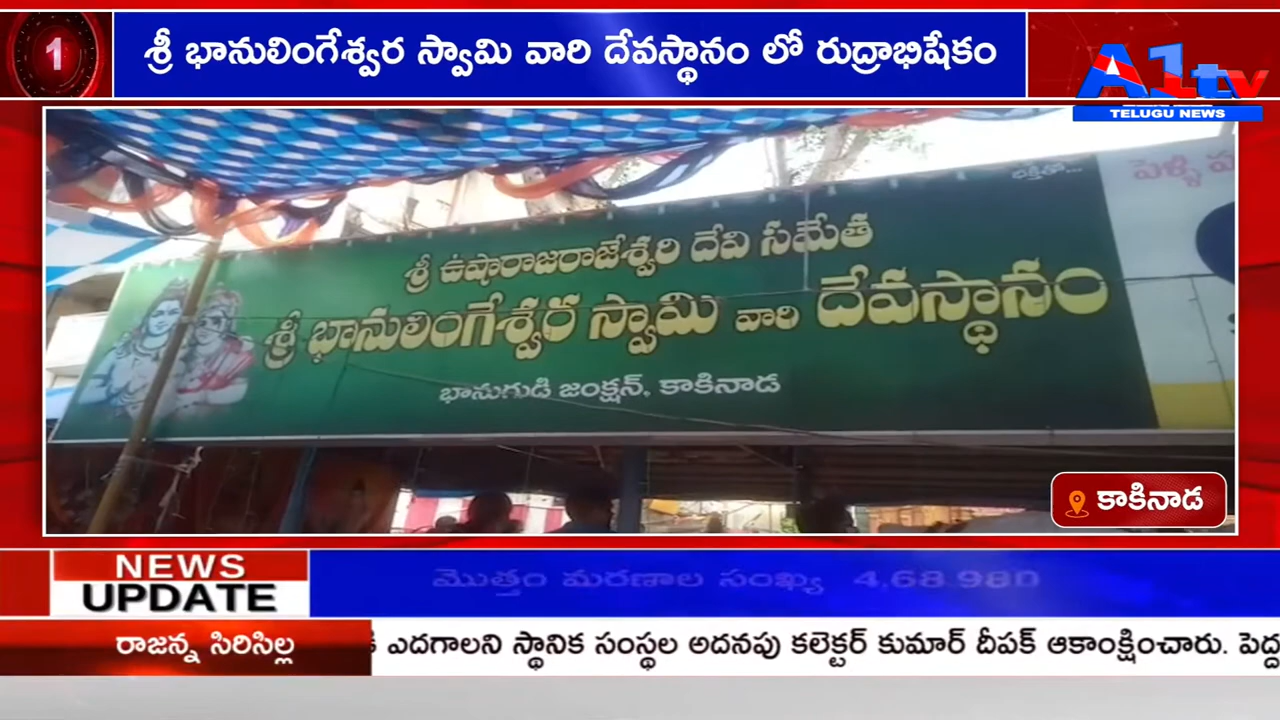 1
శ్రీ భానులింగేశ్వర స్వామి వారి దేవస్థానం లో రుద్రాభిషేకం
A1tv
TELUGU NEWS
భక్తితో...
పెళ్ళి
శ్రీ ఉషారాజరాజేశ్వరి దేవి సమేత
శ్రీ భానులింగేశ్వర స్వామి వారి దేవస్థానం
భానుగుడి జంక్షన్, కాకినాడ
కాకినాడ
NEWS
UPDATE
మొత్తం మరణాల సంఖ్య 4,68,980
రాజన్న సిరిసిల్ల
ఎదగాలని స్థానిక సంస్థల అదనపు కలెక్టర్ కుమార్ దీపక్ ఆకాంక్షించారు. పెద్ద